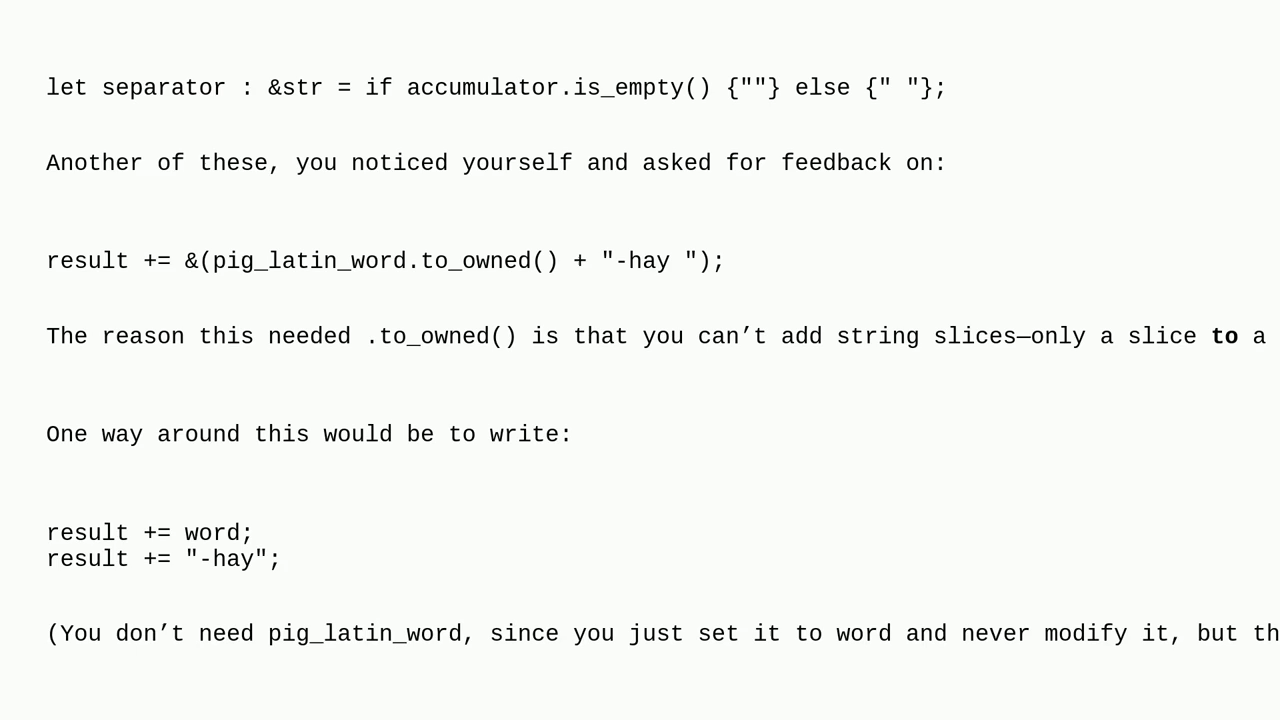 let separator : &str = if accumulator.is_empty() {""} else {" "};
Another of these, you noticed yourself and asked for feedback on:
result += &(pig_latin_word.to_owned() + "-hay ");
The reason this needed .to_owned() is that you can’t add string slices—only a slice to a
One way around this would be to write:
result += word;
result += "-hay";
(You don’t need pig_latin_word, since you just set it to word and never modify it, but